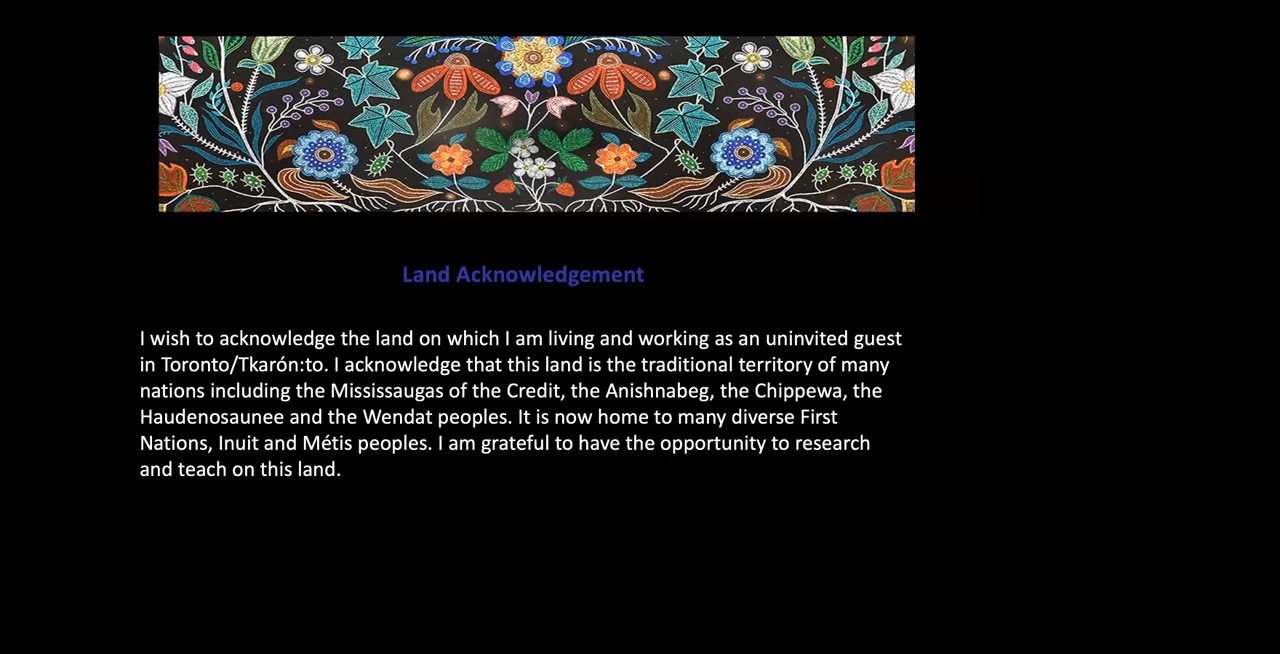 Land Acknowledgement
I wish to acknowledge the land on which I am living and working as an uninvited guest
in Toronto/Tkarón:to. I acknowledge that this land is the traditional territory of many
nations including the Mississaugas of the Credit, the Anishnabeg, the Chippewa, the
Haudenosaunee and the Wendat peoples. It is now home to many diverse First
Nations, Inuit and Métis peoples. I am grateful to have the opportunity to research
and teach on this land.